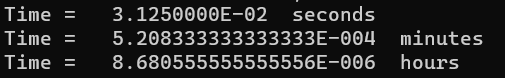 Time =   3.1250000E-02  seconds
Time =   5.208333333333333E-004  minutes
Time =   8.680555555555556E-006  hours